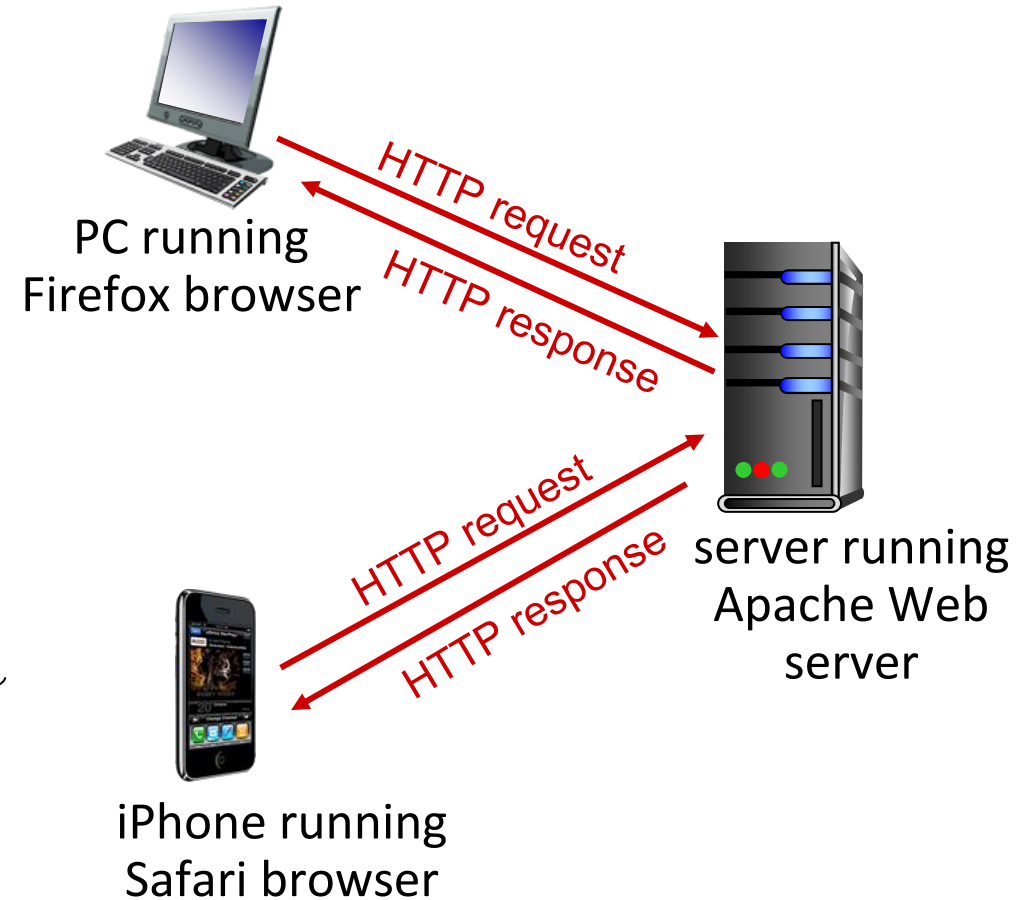 HTTP request
HTTP response
PC running
Firefox browser
HTTP request
HTTP response
server running
Apache Web
server
iPhone running
Safari browser